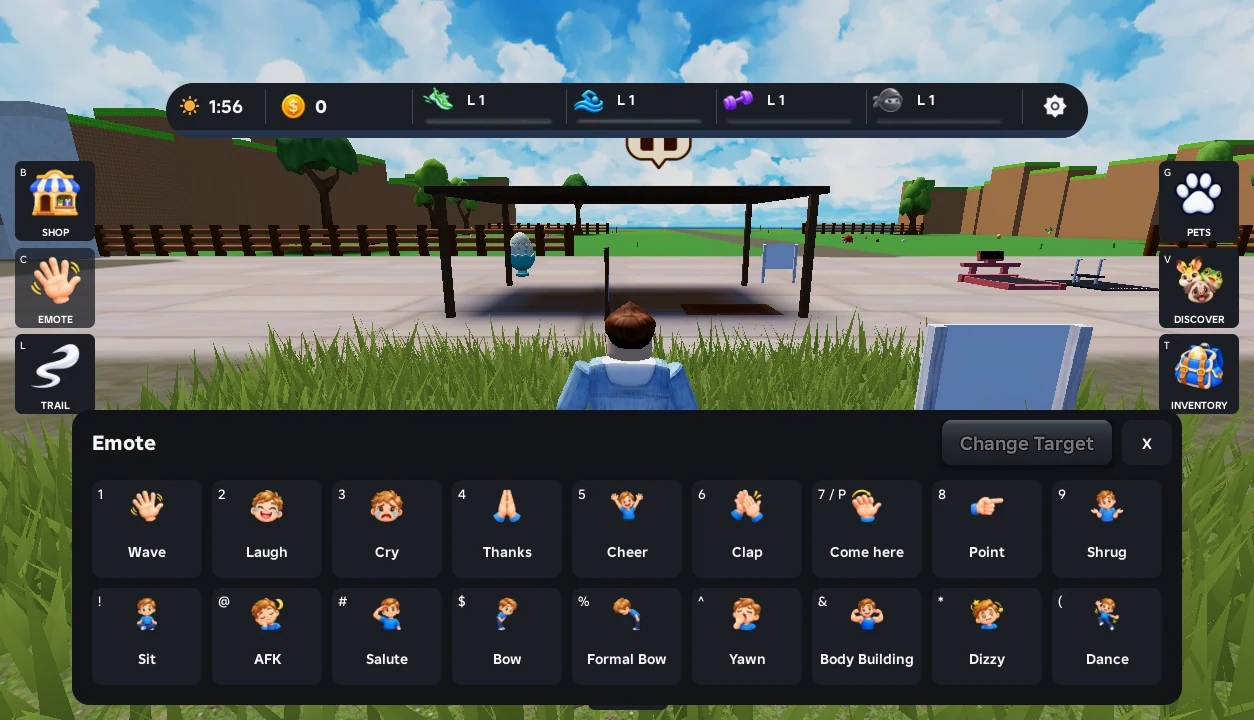 1:56
0
L 1
L 1
L 1
L 1
B
SHOP
C
EMOTE
L
TRAIL
G
PETS
V
DISCOVER
T
INVENTORY
Emote
Change Target
X
1
Wave
2
Laugh
3
Cry
4
Thanks
5
Cheer
6
Clap
7 / P
Come here
8
Point
9
Shrug
!
Sit
@
AFK
#
Salute
$
Bow
%
Formal Bow
^
Yawn
&
Body Building
*
Dizzy
(
Dance